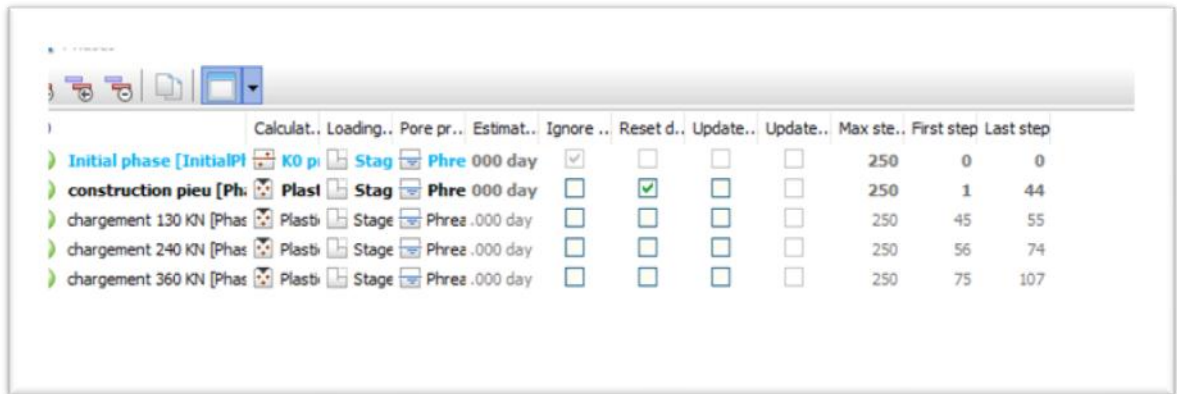 Calculat.. Loading.. Pore pr... Estimat.. Ignore ... Reset d.. Update.. Update.. Max ste.. First step Last step
Initial phase [InitialPh K0 p Stag Phre 000 day 250 0 0
construction pieu [Pha Plast Stag Phre 000 day 250 1 44
chargement 130 KN [Phas Plasti Stage Phrea .000 day 250 45 55
chargement 240 KN [Phas Plasti Stage Phrea .000 day 250 56 74
chargement 360 KN [Phas Plasti Stage Phrea .000 day 250 75 107